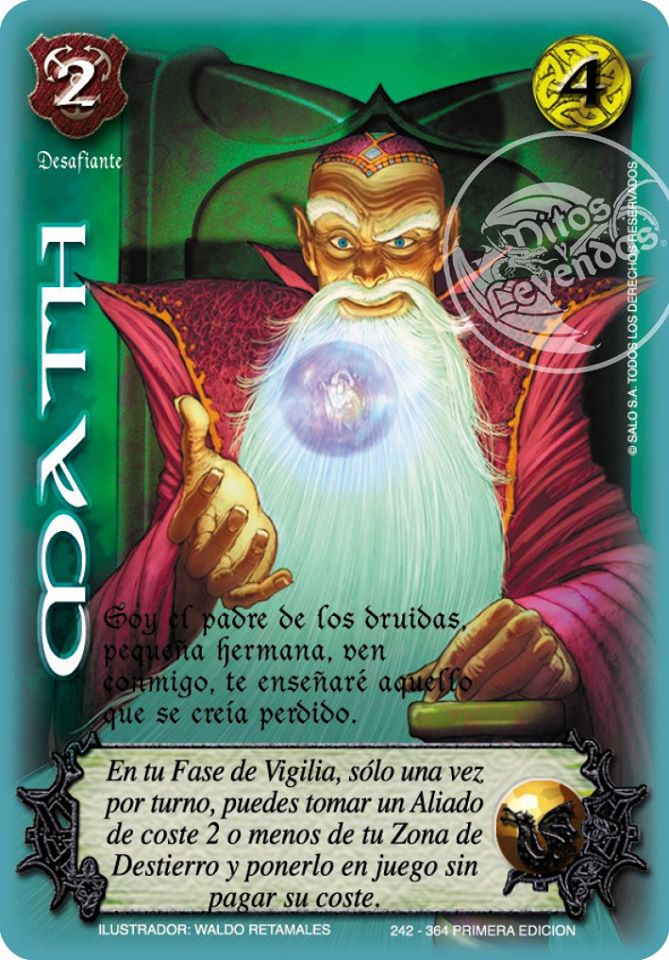 2
4
Desafiante
Mitos
y
Leyendas
®
© SALO S.A. TODOS LOS DERECHOS RESERVADOS
MATH
Soy el padre de los druidas,
pequeña hermana, ven
conmigo, te enseñaré aquello
que se creía perdido.
En tu Fase de Vigilia, sólo una vez
por turno, puedes tomar un Aliado
de coste 2 o menos de tu Zona de
Destierro y ponerlo en juego sin
pagar su coste.
ILUSTRADOR: WALDO RETAMALES
242 - 364 PRIMERA EDICION